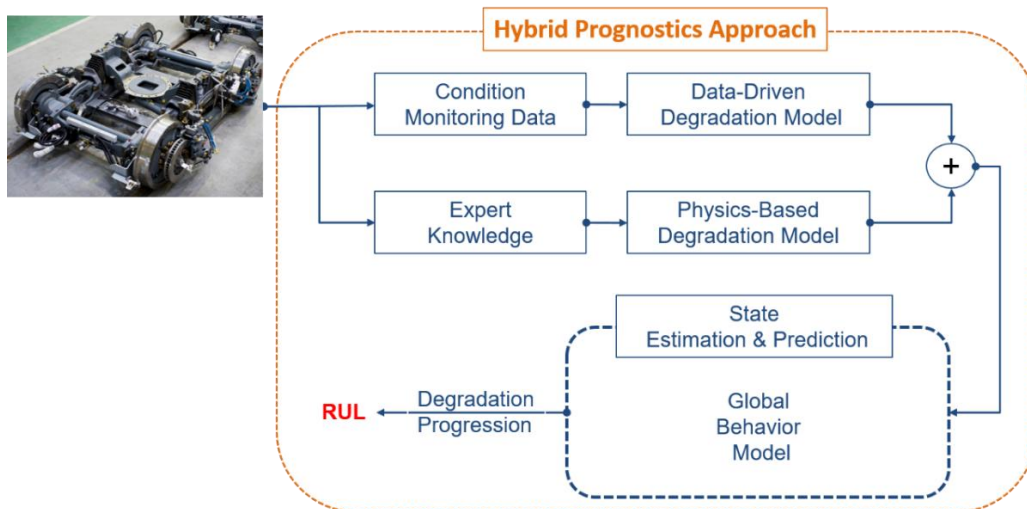 Hybrid Prognostics Approach
Condition
Monitoring Data
Data-Driven
Degradation Model
+
Expert
Knowledge
Physics-Based
Degradation Model
State
Estimation & Prediction
Global
Behavior
Model
Degradation
Progression
RUL